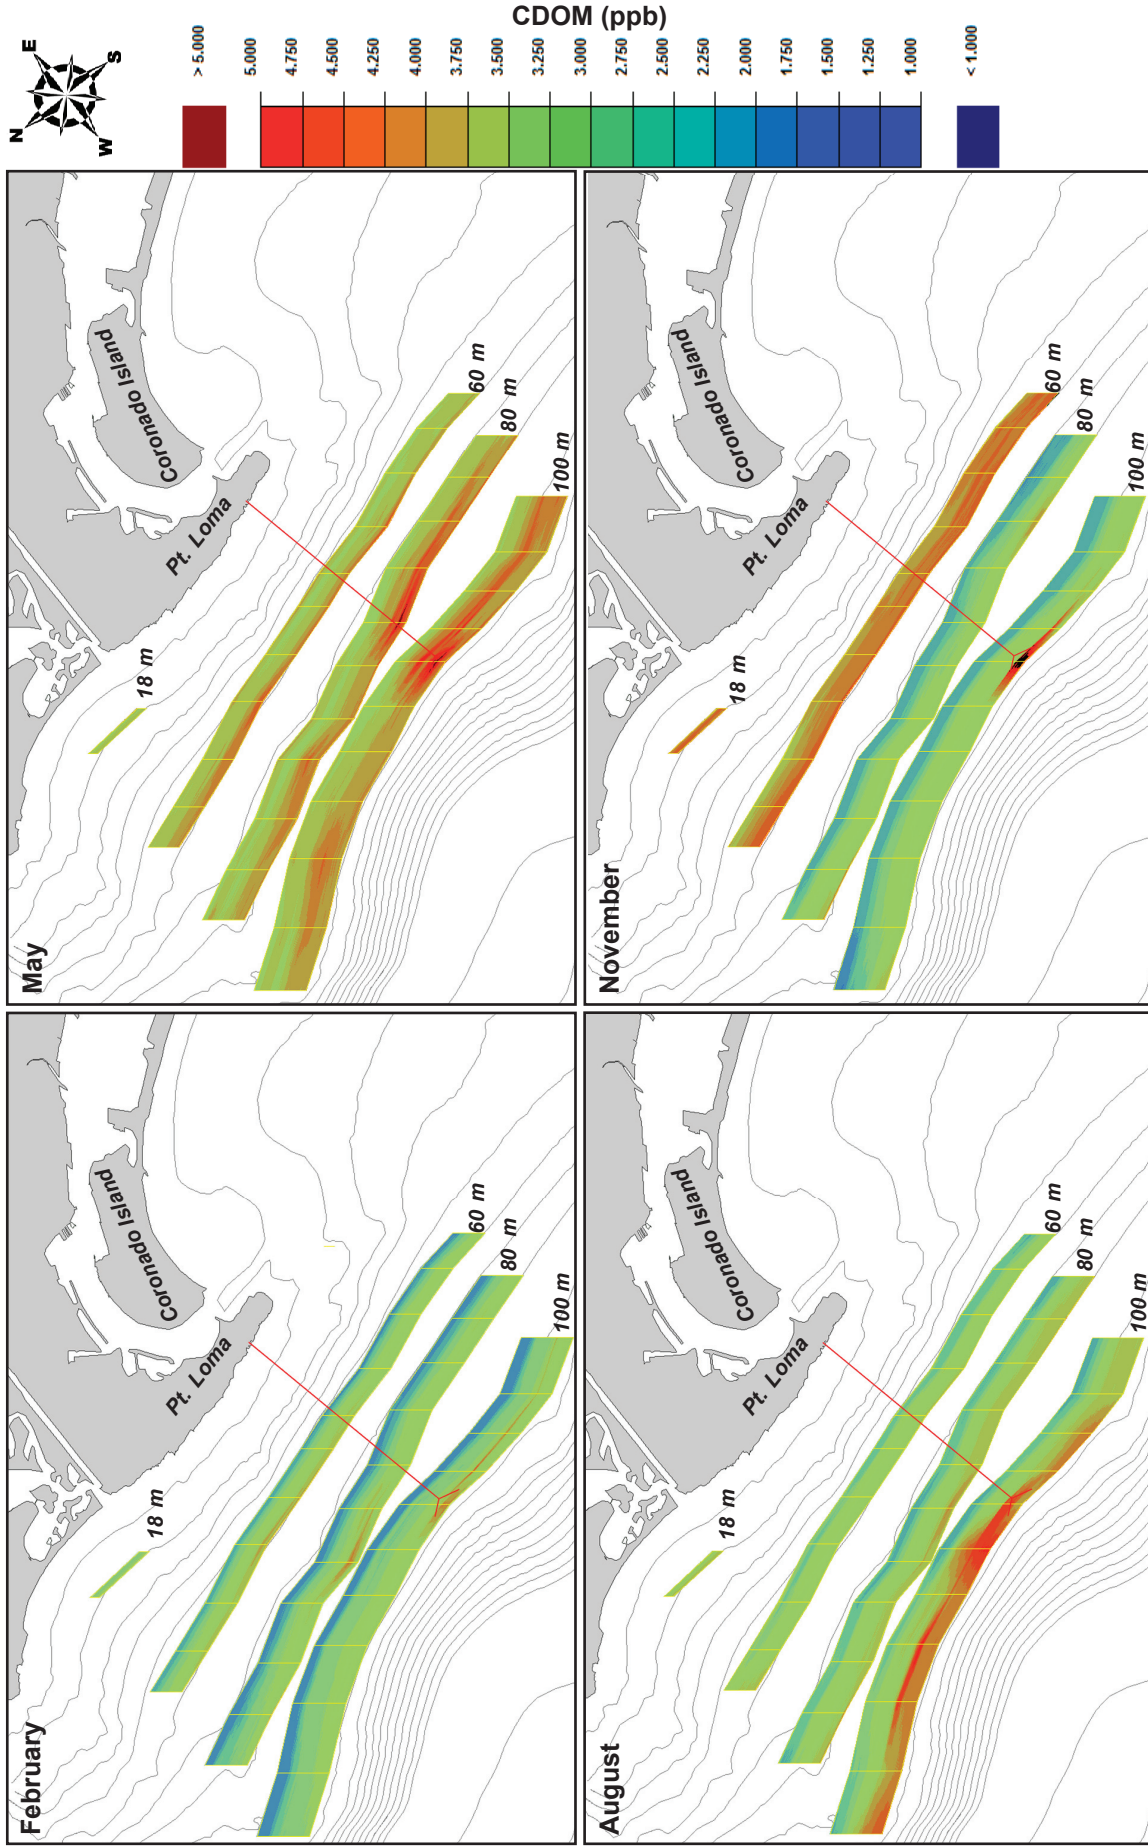 February
18 m
Pt. Loma
Coronado Island
60 m
80 m
100 m
May
18 m
Pt. Loma
Coronado Island
60 m
80 m
100 m
August
18 m
Pt. Loma
Coronado Island
60 m
80 m
100 m
November
18 m
Pt. Loma
Coronado Island
60 m
80 m
100 m
N
E
S
W
CDOM (ppb)
> 5.000
5.000
4.750
4.500
4.250
4.000
3.750
3.500
3.250
3.000
2.750
2.500
2.250
2.000
1.750
1.500
1.250
1.000
< 1.000